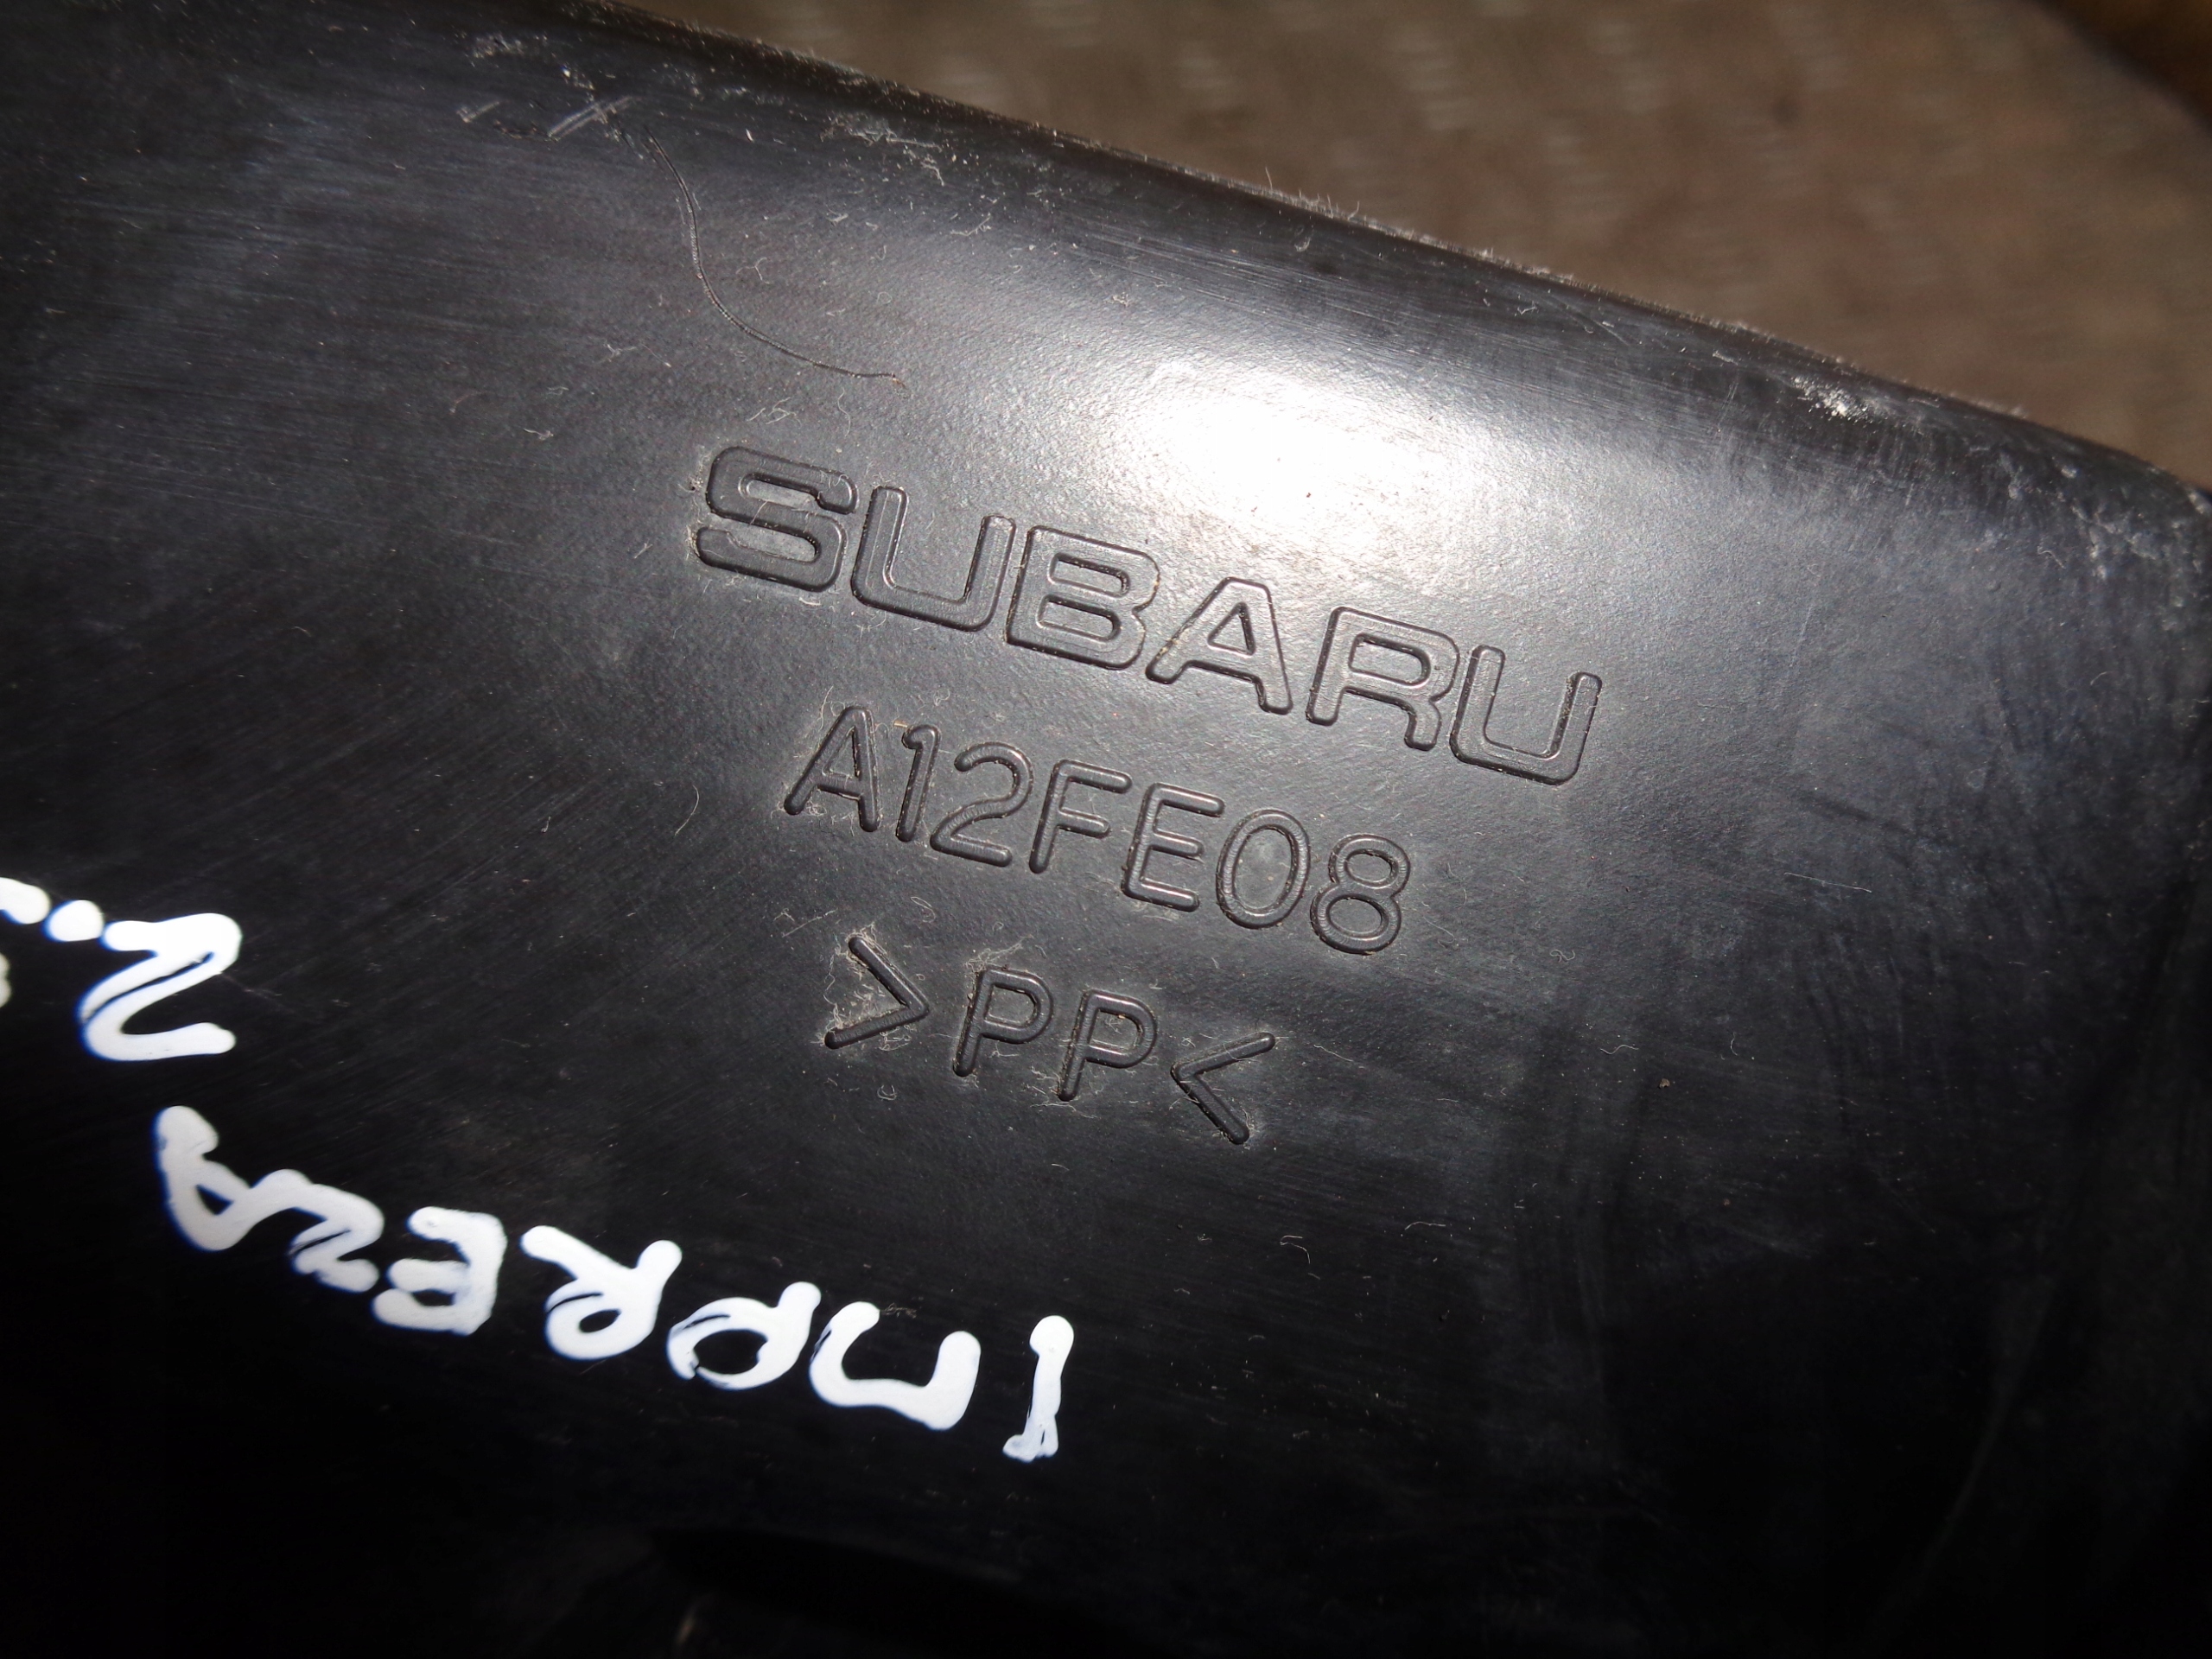 SUBARU
A12FE08
>PP<
IMPREZA
2